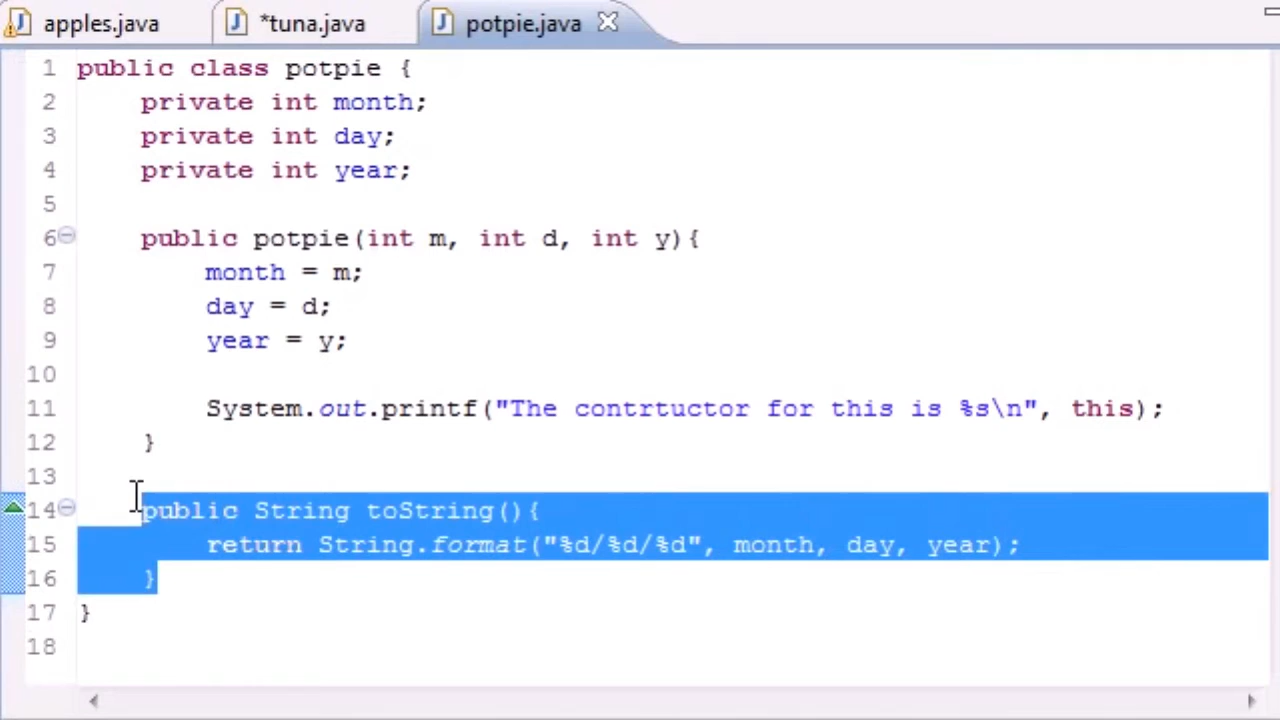 apples.java *tuna.java potpie.java
1 public class potpie {
2 private int month;
3 private int day;
4 private int year;
5
6 public potpie(int m, int d, int y){
7 month = m;
8 day = d;
9 year = y;
10
11 System.out.printf("The contrtuctor for this is %s\n", this);
12 }
13
14 public String toString(){
15 return String.format("%d/%d/%d", month, day, year);
16 }
17 }
18